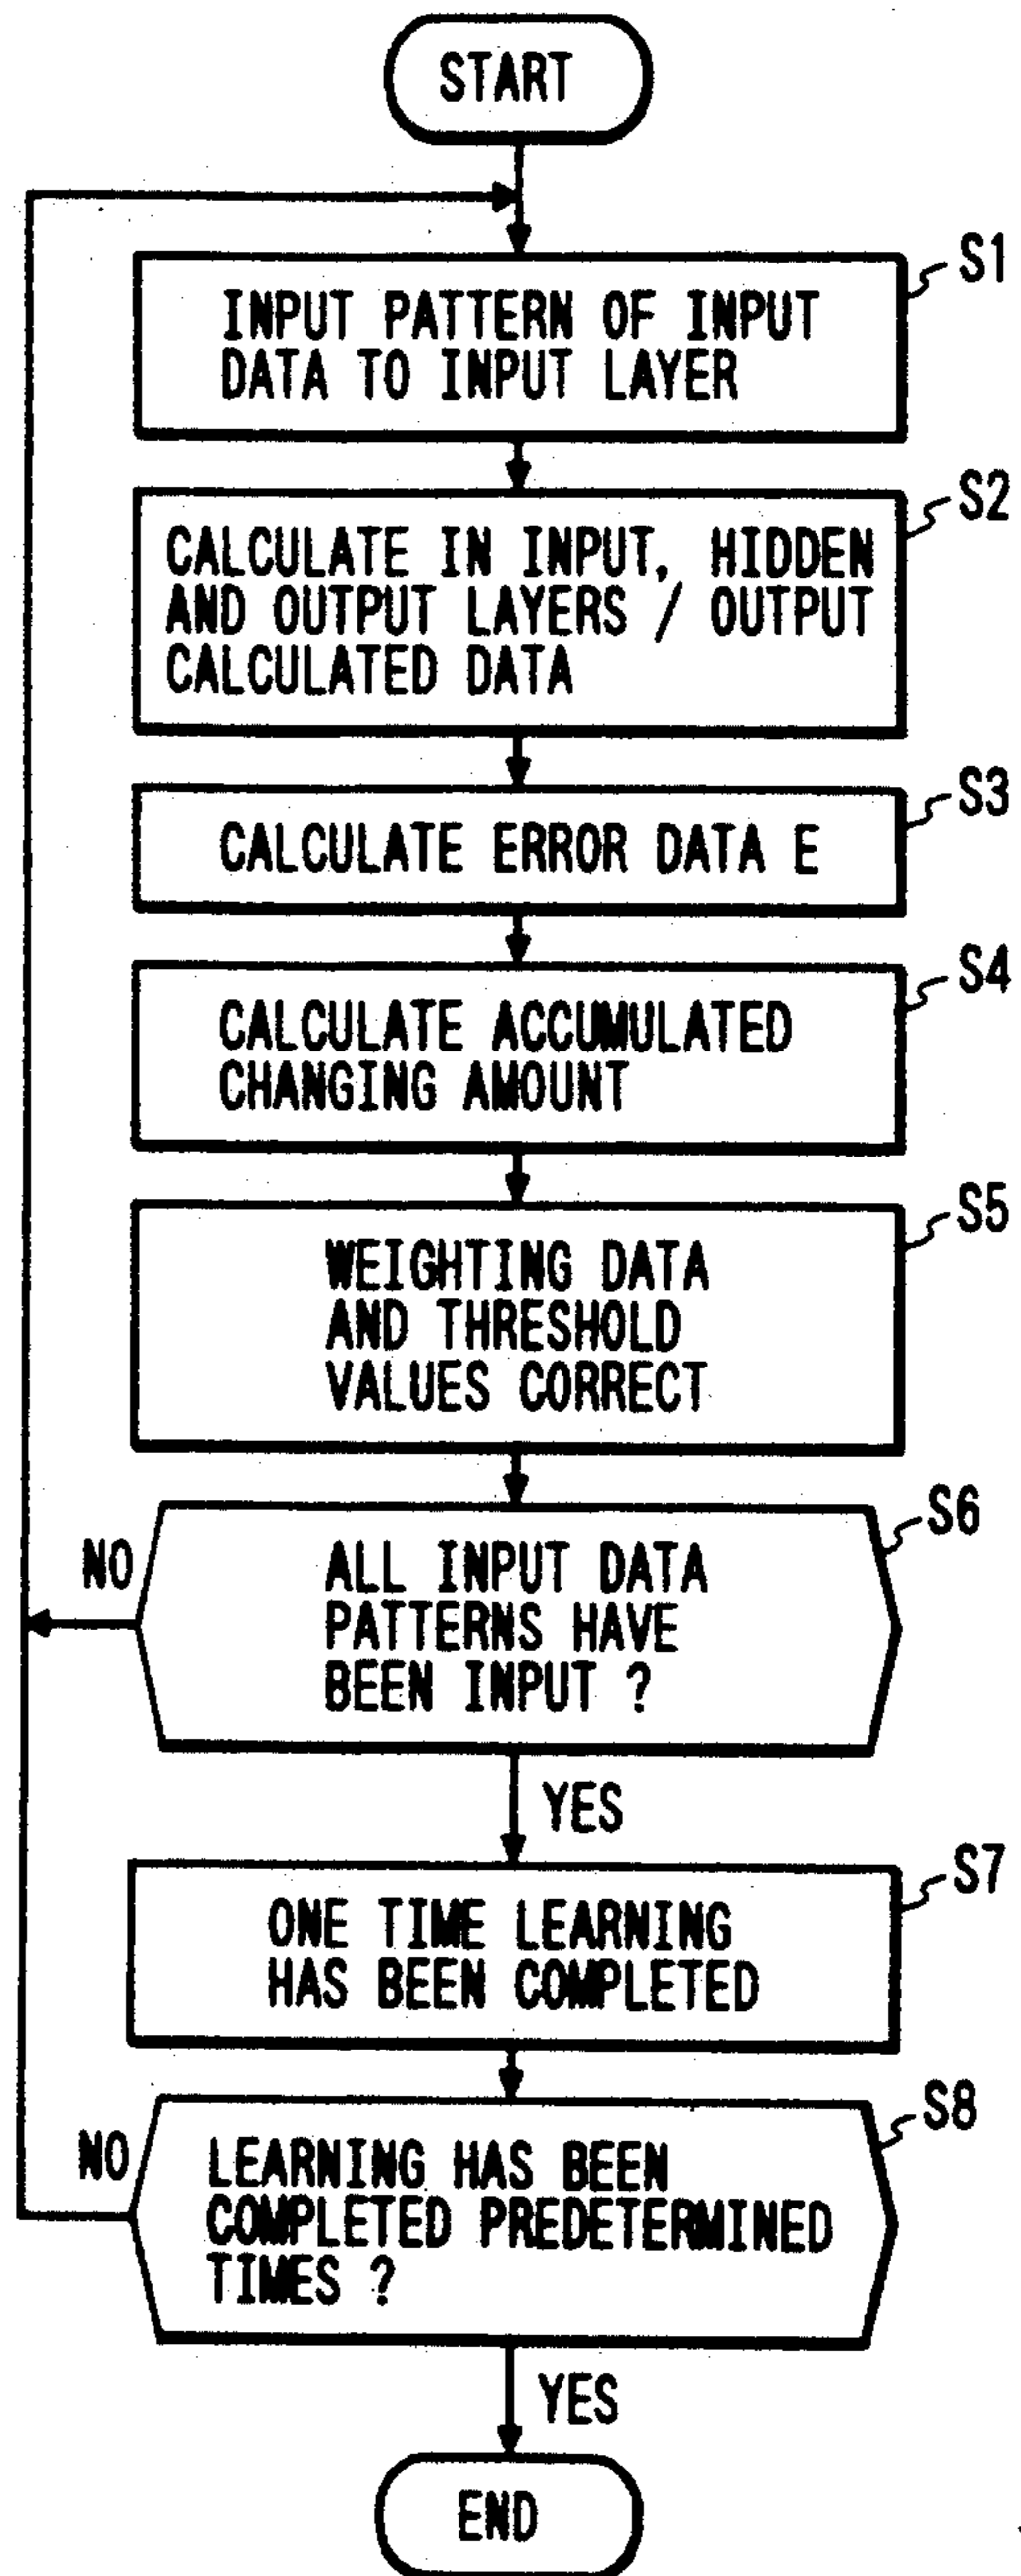 START
S1
INPUT PATTERN OF INPUT
DATA TO INPUT LAYER
S2
CALCULATE IN INPUT, HIDDEN
AND OUTPUT LAYERS / OUTPUT
CALCULATED DATA
S3
CALCULATE ERROR DATA E
S4
CALCULATE ACCUMULATED
CHANGING AMOUNT
S5
WEIGHTING DATA
AND THRESHOLD
VALUES CORRECT
S6
NO
ALL INPUT DATA
PATTERNS HAVE
BEEN INPUT ?
YES
S7
ONE TIME LEARNING
HAS BEEN COMPLETED
S8
NO
LEARNING HAS BEEN
COMPLETED PREDETERMINED
TIMES ?
YES
END